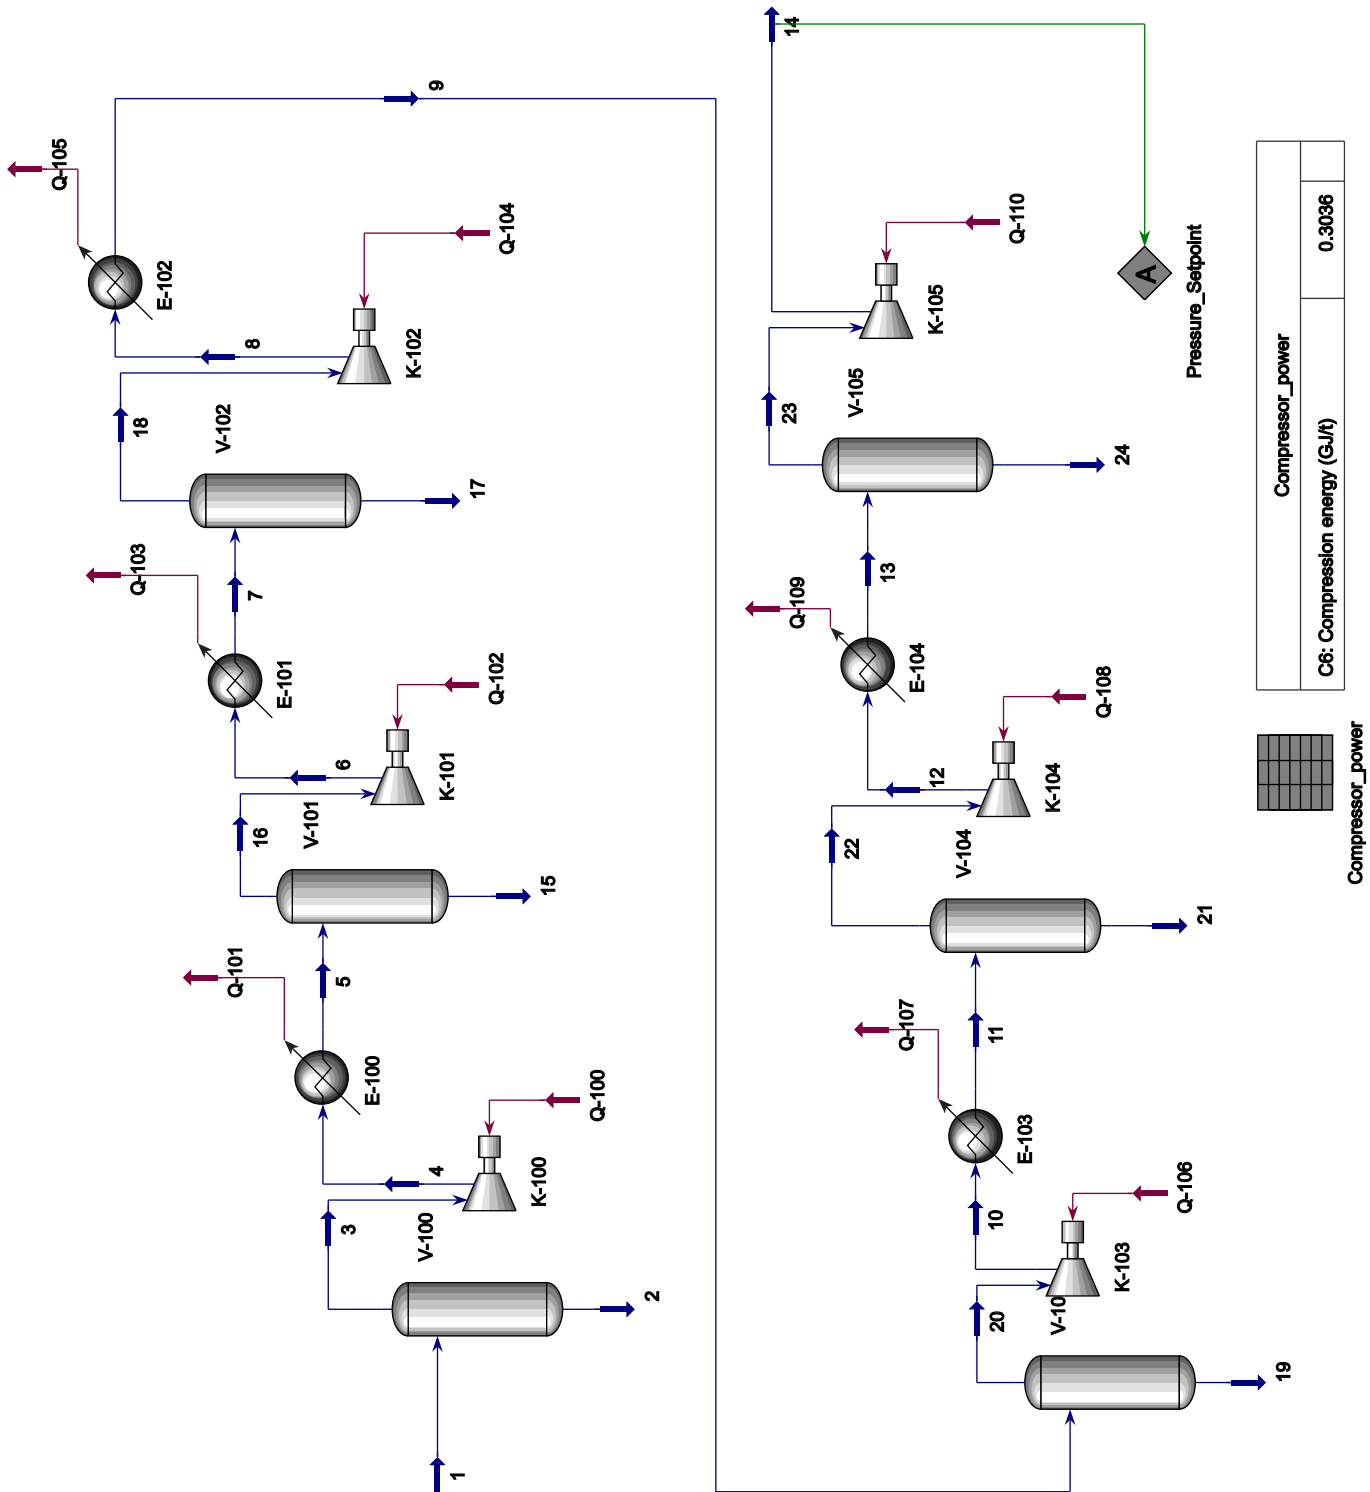 1
2
V-100
3
K-100
Q-100
4
E-100
Q-101
5
15
V-101
16
K-101
Q-102
6
E-101
Q-103
7
17
V-102
18
K-102
Q-104
8
E-102
Q-105
9
19
V-10
20
K-103
Q-106
10
E-103
Q-107
11
21
V-104
22
K-104
Q-108
12
E-104
Q-109
13
24
V-105
23
K-105
Q-110
14
A
Pressure_Setpoint
Compressor_power
C6: Compression energy (GJ/t) 0.3036
Compressor_power